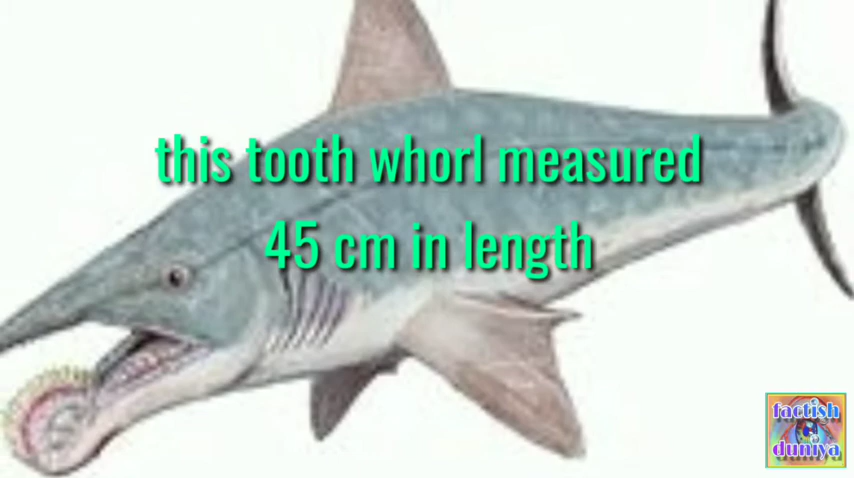 this tooth whorl measured
45 cm in length
factish
duniya